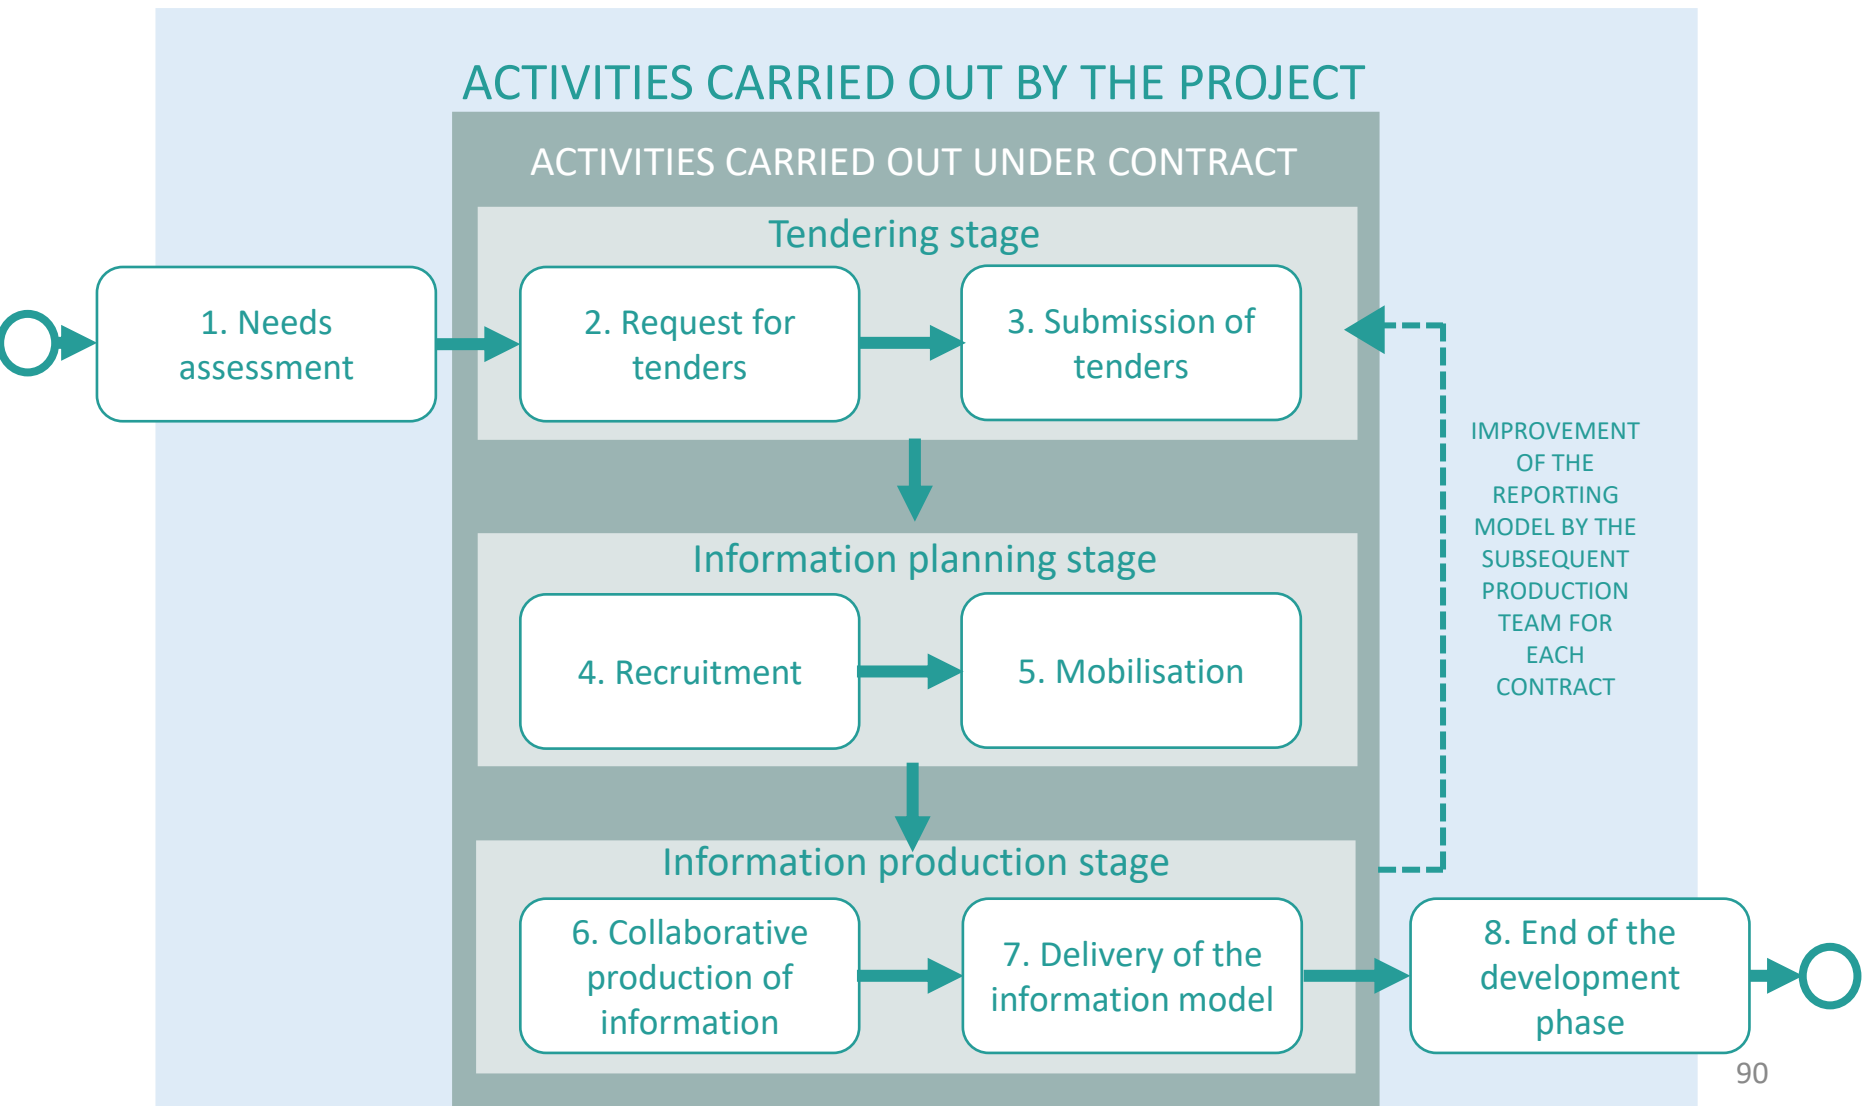 ACTIVITIES CARRIED OUT BY THE PROJECT
ACTIVITIES CARRIED OUT UNDER CONTRACT
Tendering stage
1. Needs
assessment
2. Request for
tenders
3. Submission of
tenders
IMPROVEMENT
OF THE
REPORTING
MODEL BY THE
SUBSEQUENT
PRODUCTION
TEAM FOR
EACH
CONTRACT
Information planning stage
4. Recruitment
5. Mobilisation
Information production stage
6. Collaborative
production of
information
7. Delivery of the
information model
8. End of the
development
phase
90